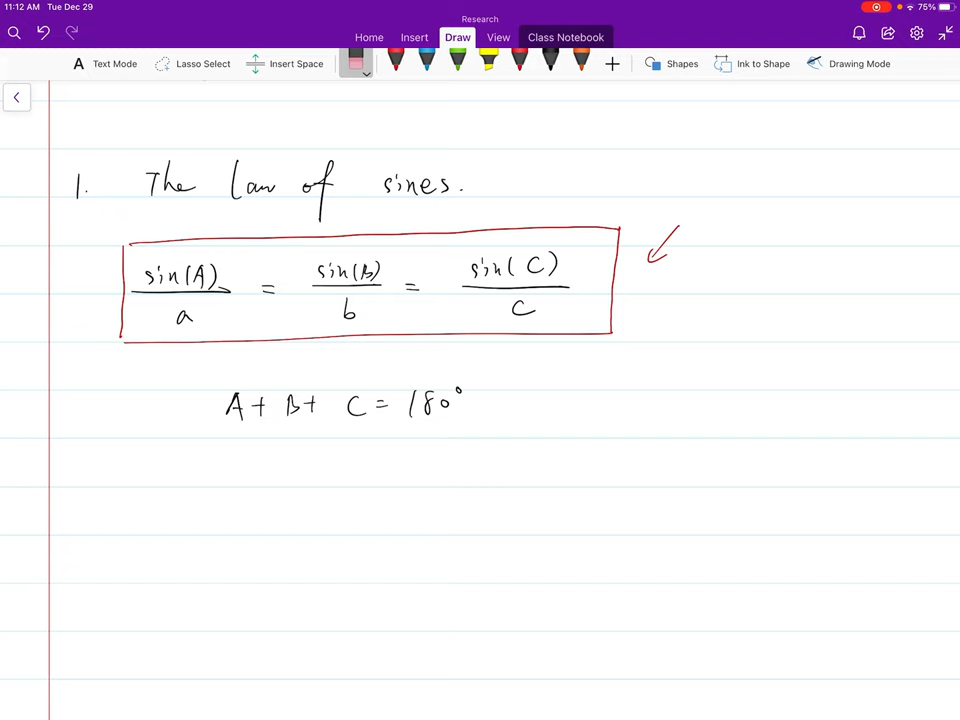 11:12 AM Tue Dec 29 75%
Research
Home Insert Draw View Class Notebook
A Text Mode Lasso Select Insert Space Shapes Ink to Shape Drawing Mode
1. The Law of sines.
sin(A)/a = sin(B)/b = sin(C)/c
A + B + C = 180°